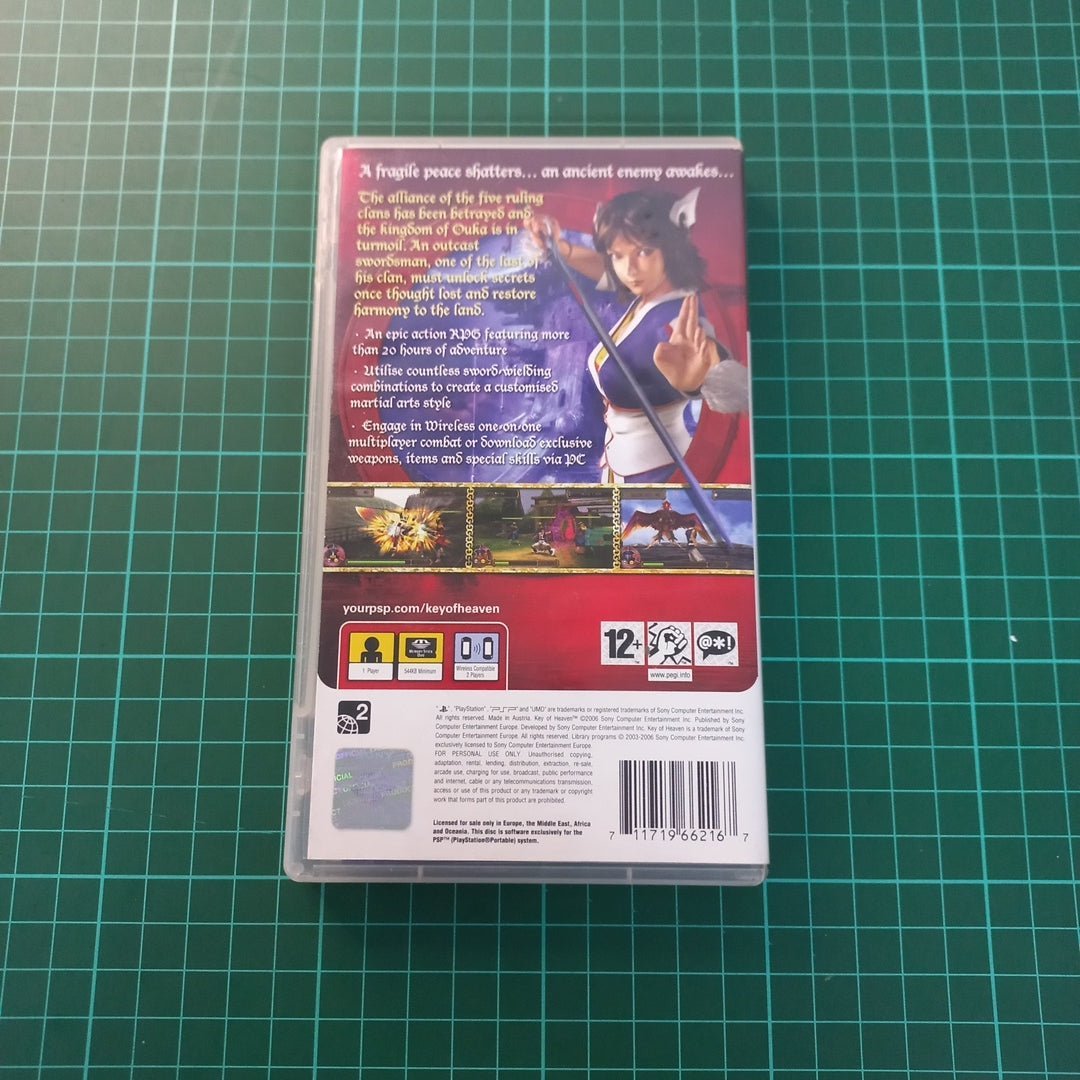 A fragile peace shatters... an ancient enemy awakes...
The alliance of the five ruling
clans has been betrayed and
the kingdom of Ouka is in
turmoil. An outcast
swordsman, one of the last of
his clan, must unlock secrets
once thought lost and restore
harmony to the land.
· An epic action RPG featuring more
than 20 hours of adventure
· Utilise countless sword-wielding
combinations to create a customised
martial arts style
· Engage in Wireless one-on-one
multiplayer combat or download exclusive
weapons, items and special skills via PC
yourpsp.com/keyofheaven
1 Player
MEMORY STICK DUO
544KB Minimum
Wireless Compatible
2 Players
12+
@*!
www.pegi.info
2
"PlayStation", "PSP" and "UMD" are trademarks or registered trademarks of Sony Computer Entertainment Inc.
All rights reserved. Made in Austria. Key of Heaven™ ©2006 Sony Computer Entertainment Inc. Published by Sony
Computer Entertainment Europe. Developed by Sony Computer Entertainment Inc. Key of Heaven is a trademark of Sony
Computer Entertainment Europe. All rights reserved. Library programs © 2003-2006 Sony Computer Entertainment Inc.
exclusively licensed to Sony Computer Entertainment Europe.
FOR PERSONAL USE ONLY. Unauthorised copying,
adaptation, rental, lending, distribution, extraction, re-sale,
arcade use, charging for use, broadcast, public performance
and internet, cable or any telecommunications transmission,
access or use of this product or any trademark or copyright
work that forms part of this product are prohibited.
Licensed for sale only in Europe, the Middle East, Africa
and Oceania. This disc is software exclusively for the
PSP™ (PlayStation®Portable) system.
7 11719 66216 7